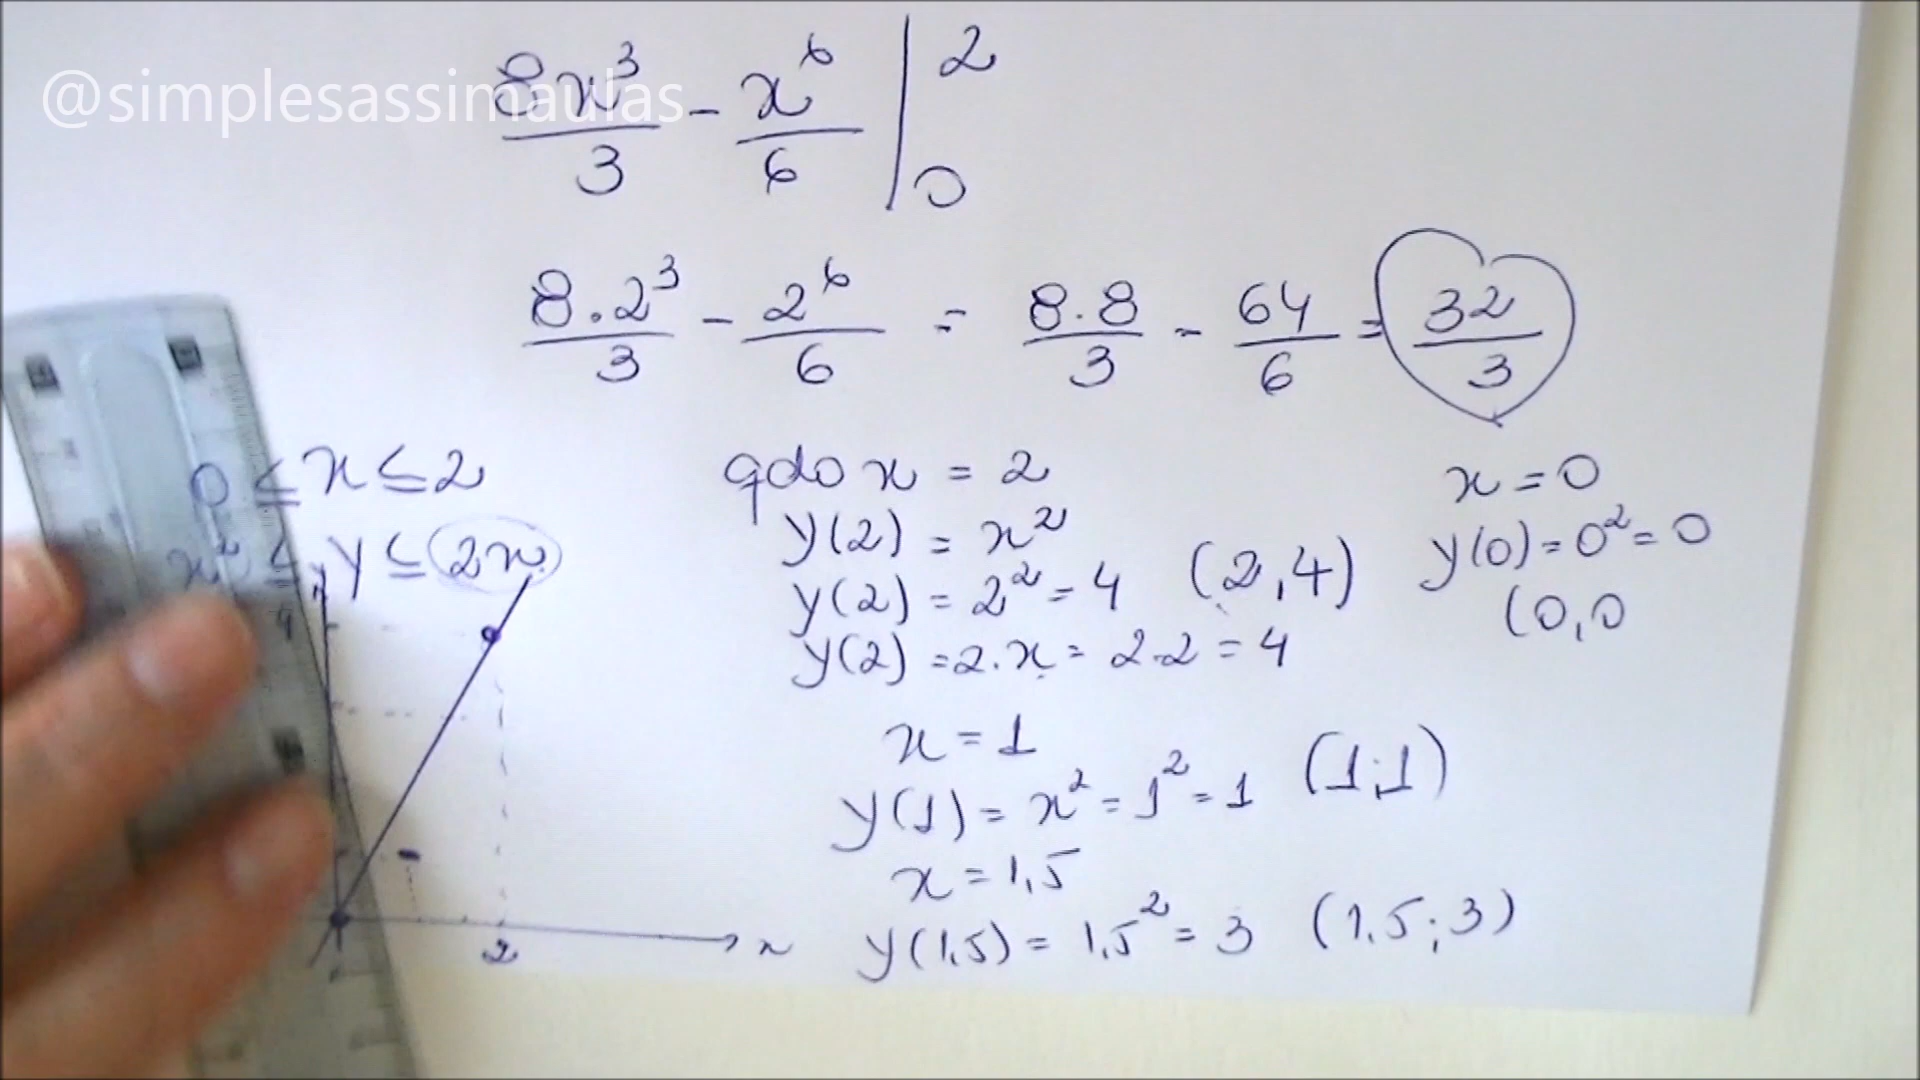 @simplesassimaulas
8x³/3 - x⁶/6 |₀²
8.2³/3 - 2⁶/6 = 8.8/3 - 64/6 = 32/3
0 ≤ x ≤ 2
x² ≤ y ≤ 2x
y
4
2
x
qdo x = 2
y(2) = x²
y(2) = 2² = 4 (2,4)
y(2) = 2.x = 2.2 = 4
x = 0
y(0) = 0² = 0
(0,0
x = 1
y(1) = x² = 1² = 1 (1;1)
x = 1,5
y(1,5) = 1,5² = 3 (1,5;3)